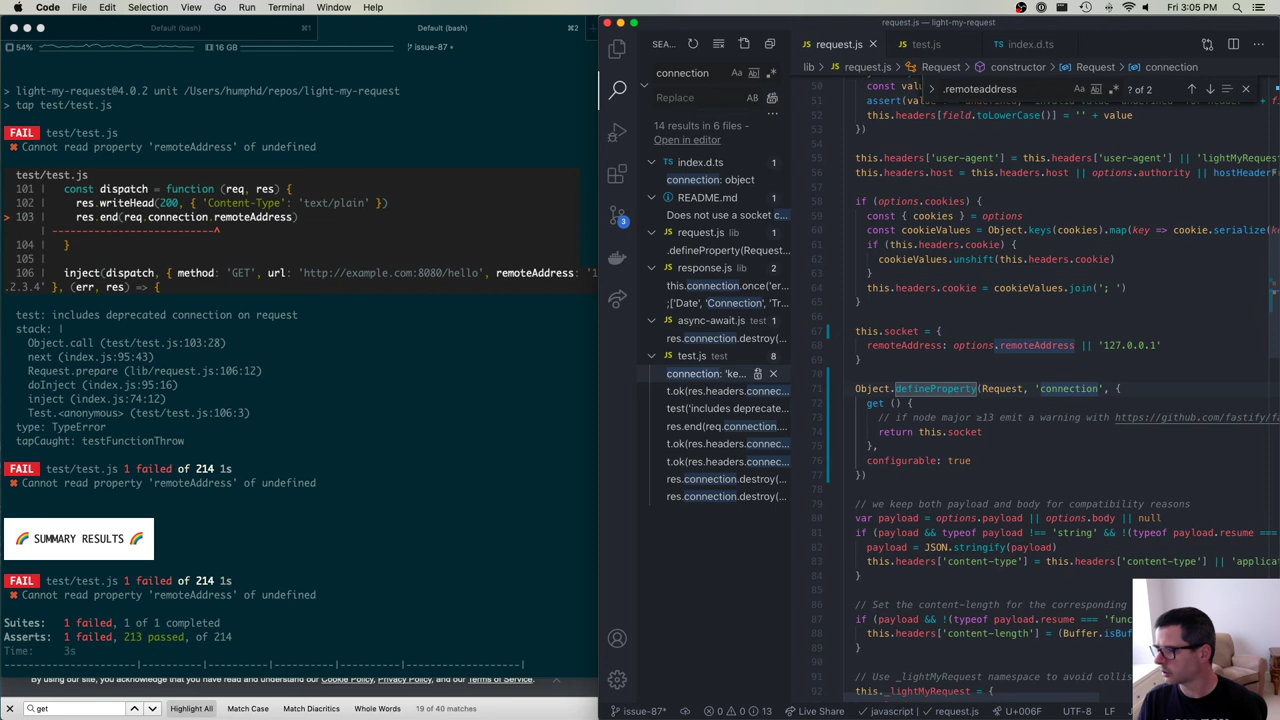 Code File Edit Selection View Go Run Terminal Window Help
Fri 3:05 PM
Default (bash) ⌘1 Default (bash) ⌘2
54% 16 GB issue-87 *
> light-my-request@4.0.2 unit /Users/humphd/repos/light-my-request
> tap test/test.js
FAIL test/test.js
✖ Cannot read property 'remoteAddress' of undefined
test/test.js
101 | const dispatch = function (req, res) {
102 | res.writeHead(200, { 'Content-Type': 'text/plain' })
> 103 | res.end(req.connection.remoteAddress)
| ---------------------------^
104 | }
105 |
106 | inject(dispatch, { method: 'GET', url: 'http://example.com:8080/hello', remoteAddress: '1
.2.3.4' }, (err, res) => {
test: includes deprecated connection on request
stack: |
Object.call (test/test.js:103:28)
next (index.js:95:43)
Request.prepare (lib/request.js:106:12)
doInject (index.js:95:16)
inject (index.js:74:12)
Test.<anonymous> (test/test.js:106:3)
type: TypeError
tapCaught: testFunctionThrow
FAIL test/test.js 1 failed of 214 1s
✖ Cannot read property 'remoteAddress' of undefined
🌈 SUMMARY RESULTS 🌈
FAIL test/test.js 1 failed of 214 1s
✖ Cannot read property 'remoteAddress' of undefined
Suites: 1 failed, 1 of 1 completed
Asserts: 1 failed, 213 passed, of 214
Time: 3s
By using our site, you acknowledge that you have read and understand our Cookie Policy, Privacy Policy, and our Terms of Service.
get Highlight All Match Case Match Diacritics Whole Words 19 of 40 matches
request.js — light-my-request
SEA...
connection
Replace
14 results in 6 files -
Open in editor
index.d.ts 1
connection: object
README.md 1
Does not use a socket c...
request.js lib 1
.defineProperty(Request...
response.js lib 2
this.connection.once('er...
;['Date', 'Connection', 'Tr...
async-await.js test 1
res.connection.destroy(...
test.js test 8
connection: 'ke...
t.ok(res.headers.connec...
test('includes deprecate...
res.end(req.connection....
t.ok(res.headers.connec...
t.ok(res.headers.connec...
res.connection.destroy(...
res.connection.destroy(...
request.js test.js index.d.ts
lib > request.js > Request > constructor > Request > connection
.remoteaddress ? of 2
50 const valu
51 assert(value
52 this.headers[field.toLowerCase()] = '' + value
53 })
54
55 this.headers['user-agent'] = this.headers['user-agent'] || 'lightMyReques
56 this.headers.host = this.headers.host || options.authority || hostHeaderF
57
58 if (options.cookies) {
59 const { cookies } = options
60 const cookieValues = Object.keys(cookies).map(key => cookie.serialize(k
61 if (this.headers.cookie) {
62 cookieValues.unshift(this.headers.cookie)
63 }
64 this.headers.cookie = cookieValues.join('; ')
65 }
66
67 this.socket = {
68 remoteAddress: options.remoteAddress || '127.0.0.1'
69 }
70
71 Object.defineProperty(Request, 'connection', {
72 get () {
73 // if node major ≥13 emit a warning with https://github.com/fastify/fa
74 return this.socket
75 },
76 configurable: true
77 })
78
79 // we keep both payload and body for compatibility reasons
80 var payload = options.payload || options.body || null
81 if (payload && typeof payload !== 'string' && !(typeof payload.resume ===
82 payload = JSON.stringify(payload)
83 this.headers['content-type'] = this.headers['content-type'] || 'applicat
84 }
85
86 // Set the content-length for the corresponding
87 if (payload && !(typeof payload.resume === 'func
88 this.headers['content-length'] = (Buffer.isBuf
89 }
90
91 // Use _lightMyRequest namespace to avoid collis
92 this._lightMyRequest = {
issue-87* 0 0 13 Live Share javascript | request.js U+006F UTF-8 LF